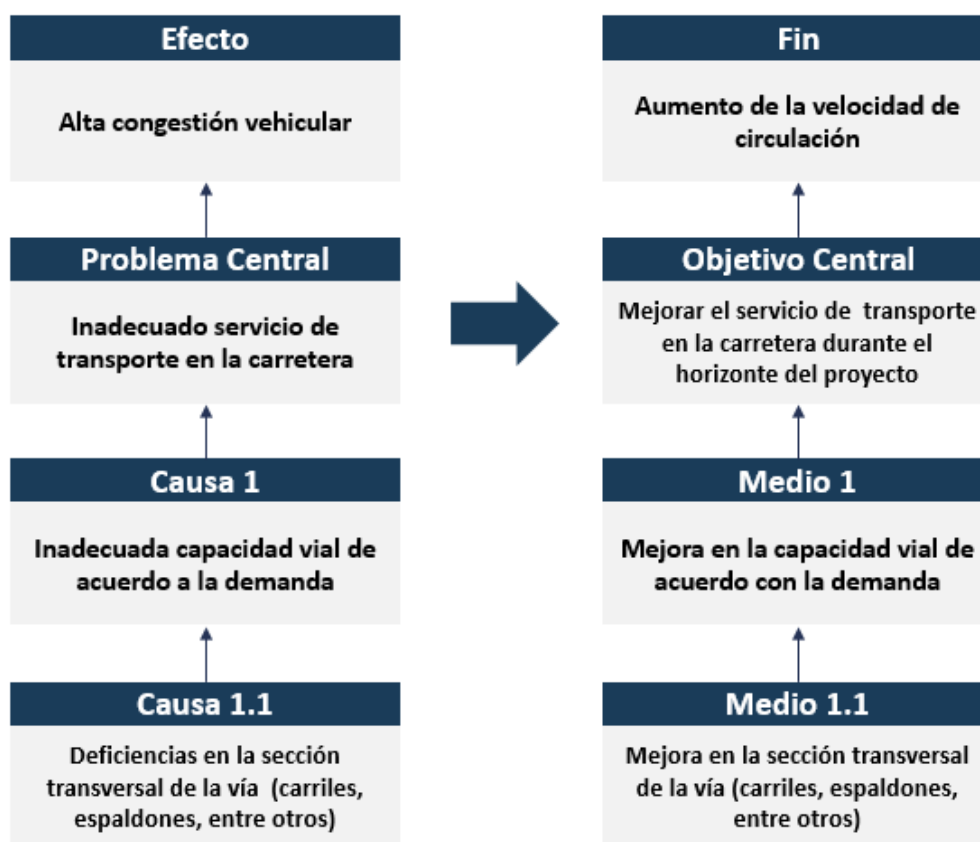 Efecto
Alta congestión vehicular
Problema Central
Inadecuado servicio de
transporte en la carretera
Causa 1
Inadecuada capacidad vial de
acuerdo a la demanda
Causa 1.1
Deficiencias en la sección
transversal de la vía (carriles,
espaldones, entre otros)
Fin
Aumento de la velocidad de
circulación
Objetivo Central
Mejorar el servicio de transporte
en la carretera durante el
horizonte del proyecto
Medio 1
Mejora en la capacidad vial de
acuerdo con la demanda
Medio 1.1
Mejora en la sección transversal
de la vía (carriles, espaldones,
entre otros)